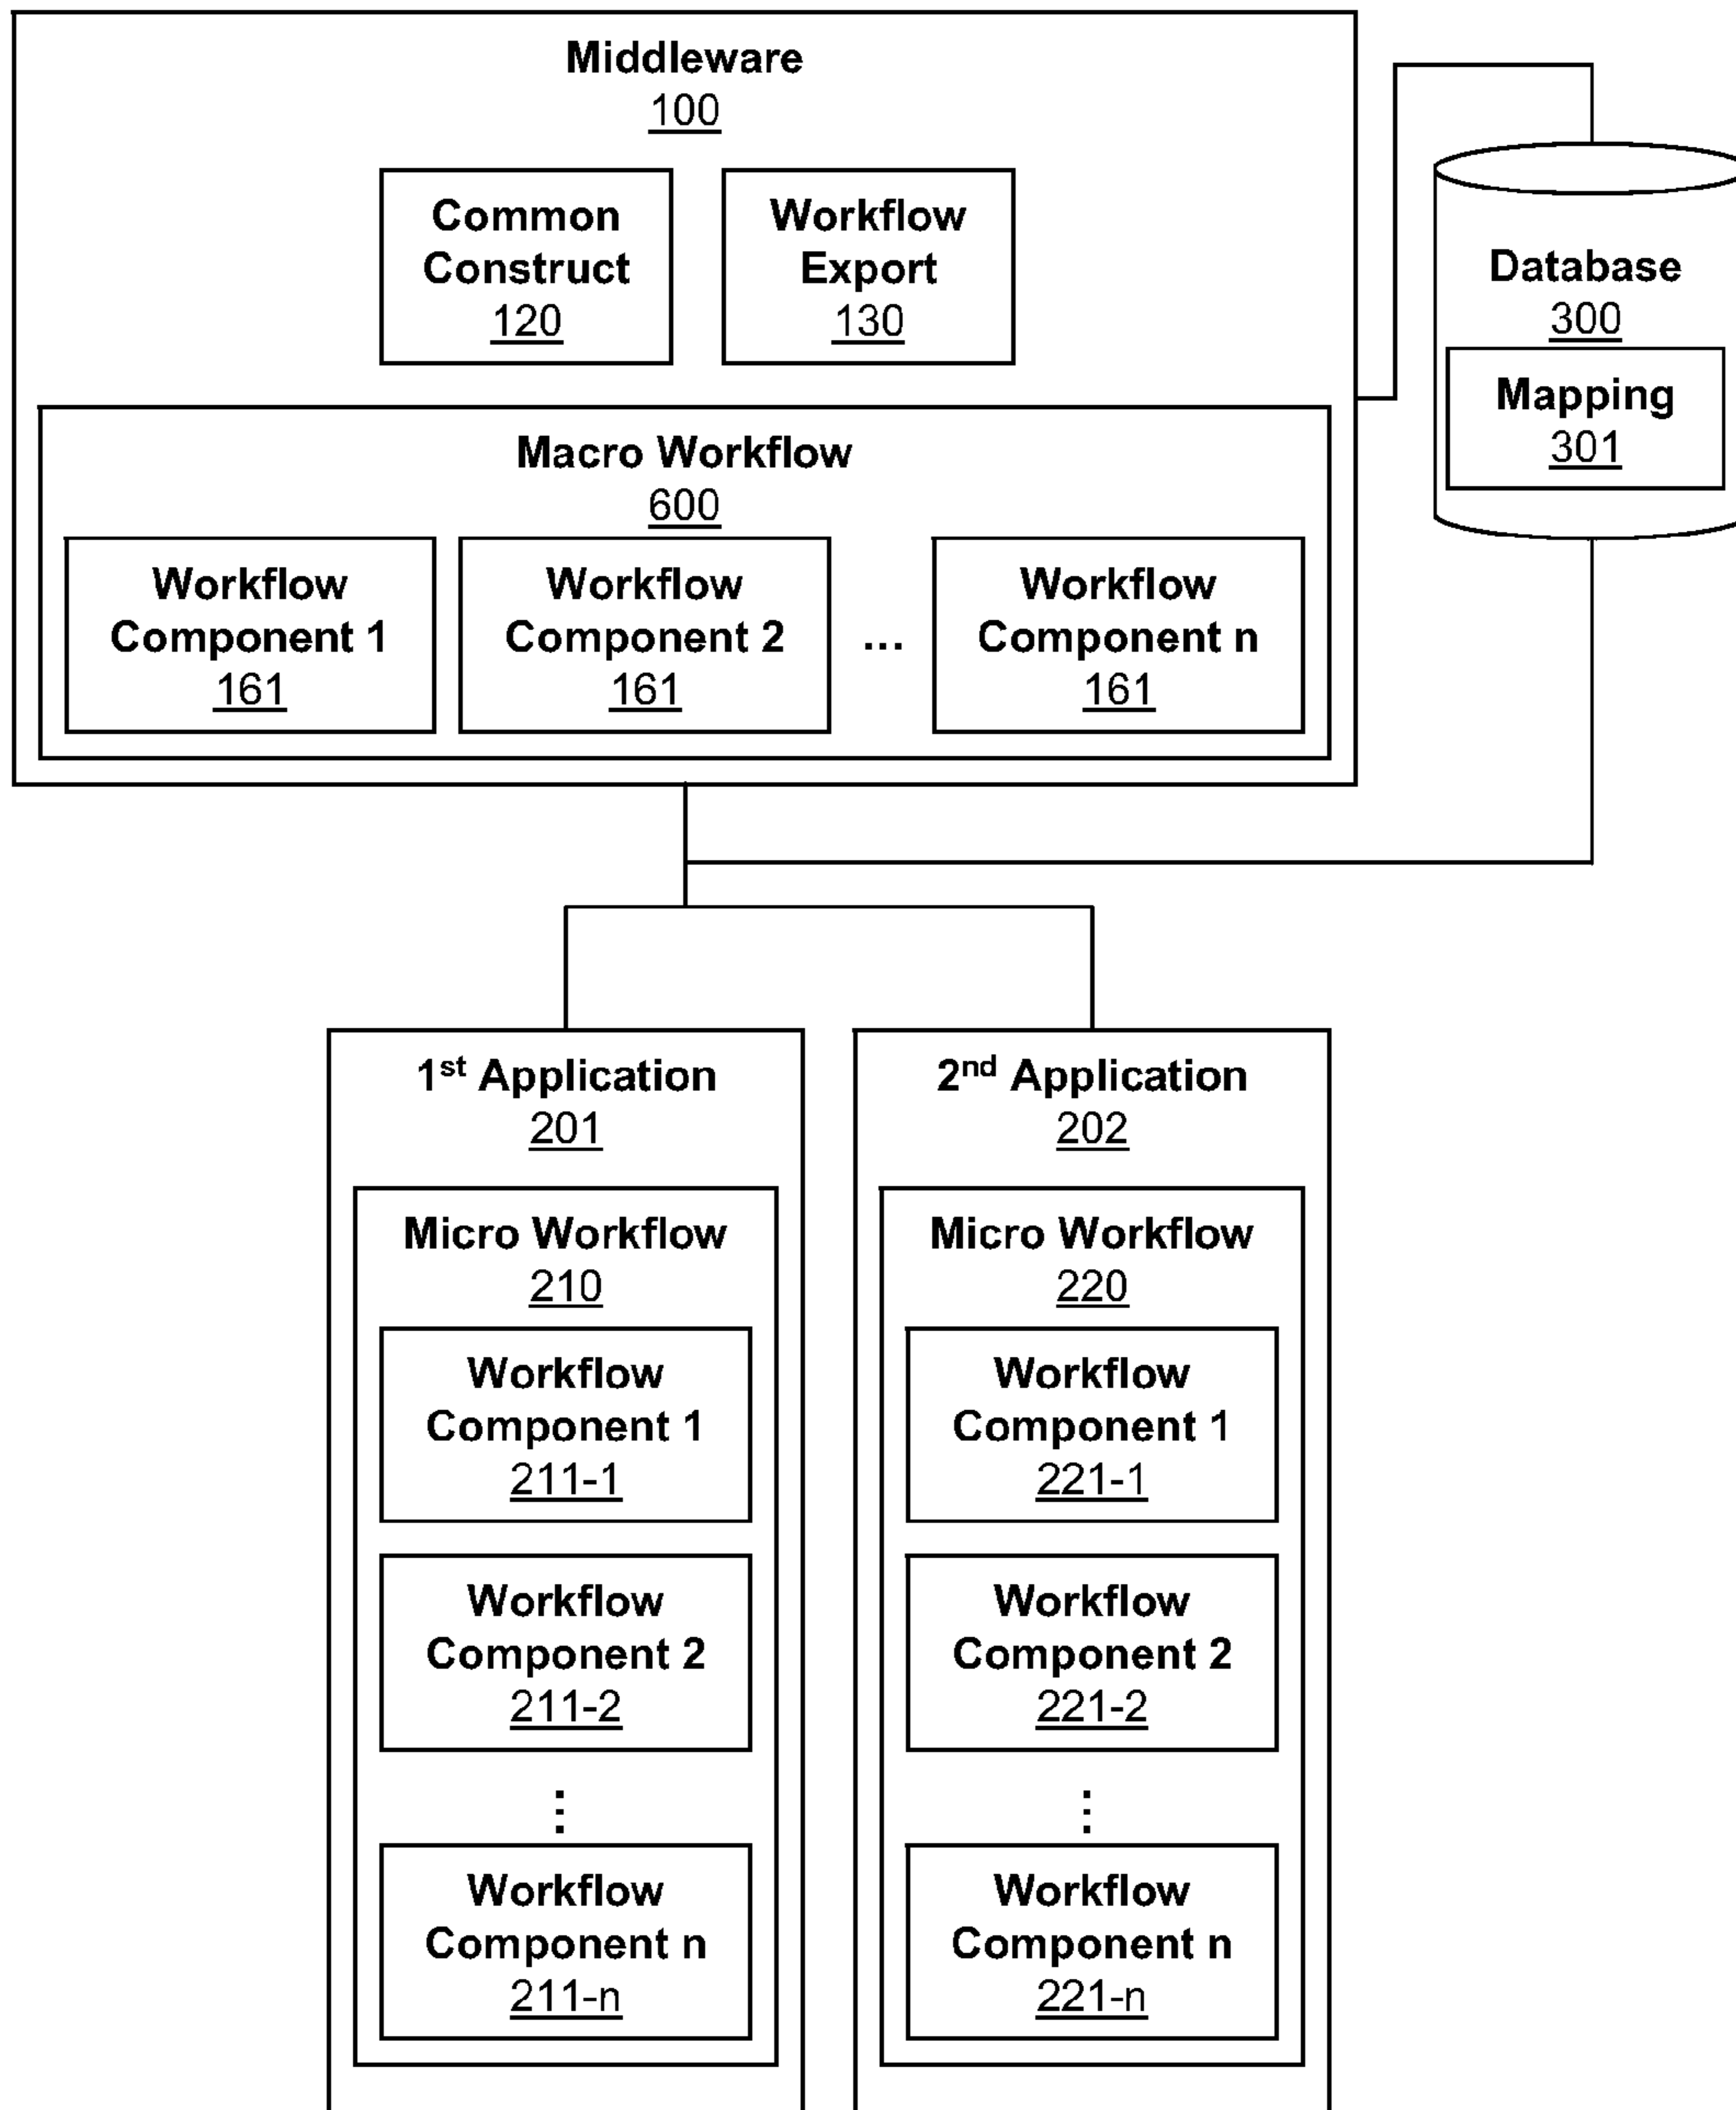 Middleware
100
Common
Construct
120
Workflow
Export
130
Database
300
Mapping
301
Macro Workflow
600
Workflow
Component 1
161
Workflow
Component 2
161
...
Workflow
Component n
161
1st Application
201
Micro Workflow
210
Workflow
Component 1
211-1
Workflow
Component 2
211-2
...
Workflow
Component n
211-n
2nd Application
202
Micro Workflow
220
Workflow
Component 1
221-1
Workflow
Component 2
221-2
...
Workflow
Component n
221-n